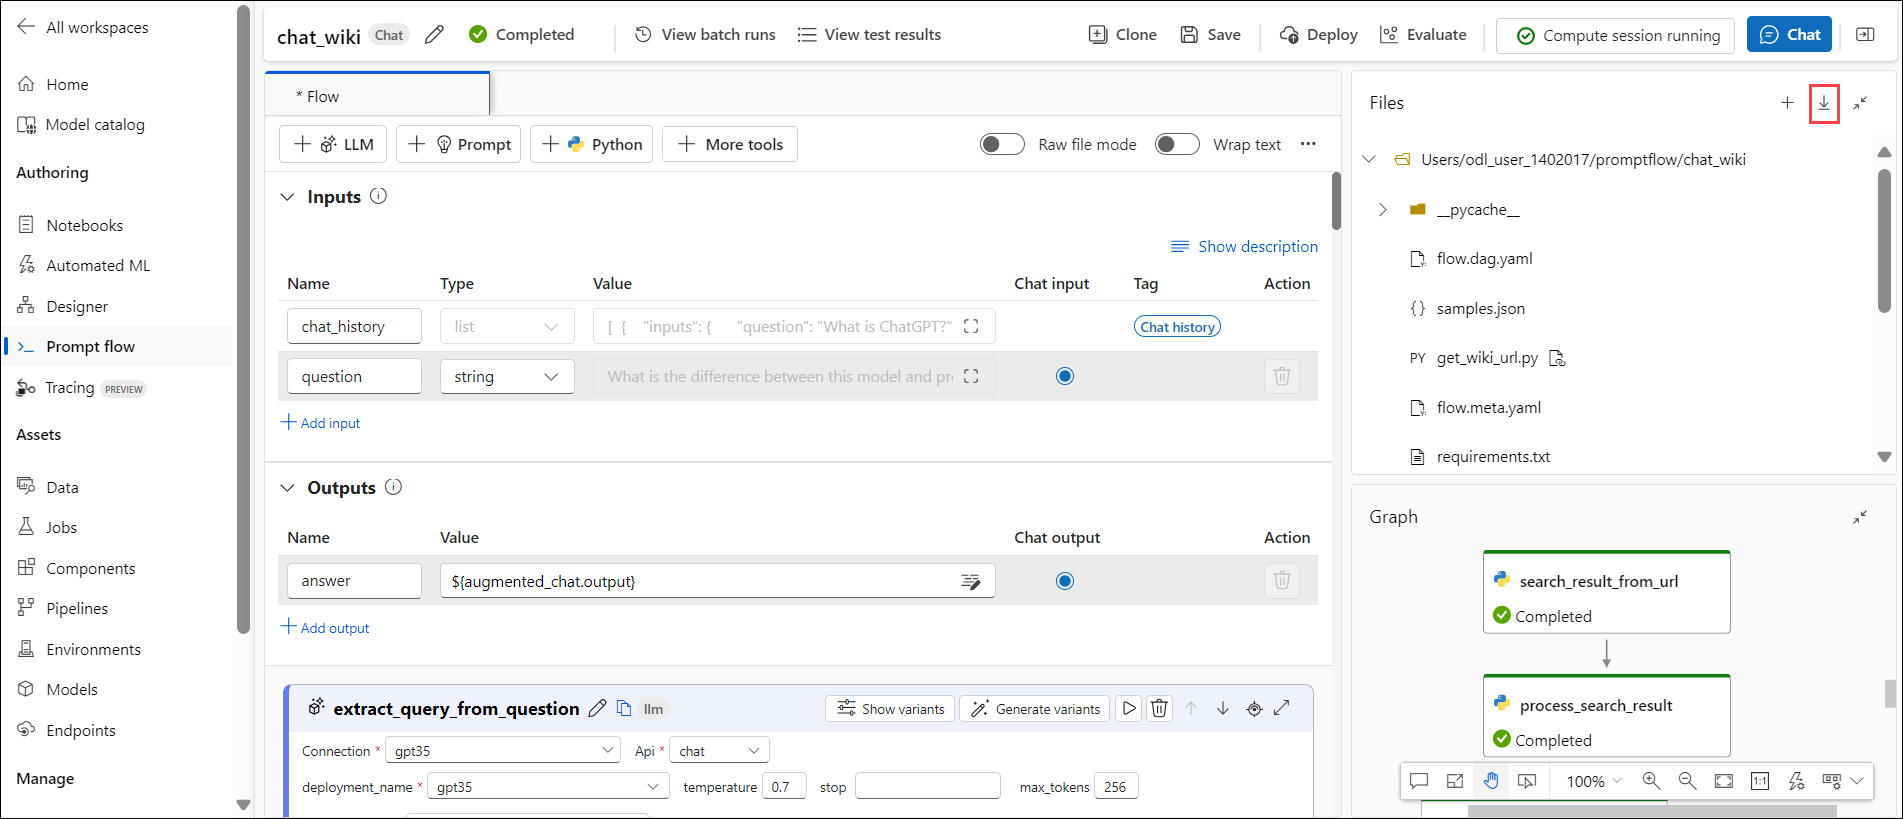 All workspaces
Home
Model catalog
Authoring
Notebooks
Automated ML
Designer
Prompt flow
Tracing PREVIEW
Assets
Data
Jobs
Components
Pipelines
Environments
Models
Endpoints
Manage
chat_wiki Chat Completed View batch runs View test results Clone Save Deploy Evaluate Compute session running Chat
* Flow
LLM Prompt Python More tools Raw file mode Wrap text
Inputs
Show description
Name Type Value Chat input Tag Action
chat_history list [ { "inputs": { "question": "What is ChatGPT?" Chat history
question string What is the difference between this model and pr
Add input
Outputs
Name Value Chat output Action
answer ${augmented_chat.output}
Add output
extract_query_from_question llm Show variants Generate variants
Connection * gpt35 Api * chat
deployment_name * gpt35 temperature 0.7 stop max_tokens 256
Files
Users/odl_user_1402017/promptflow/chat_wiki
__pycache__
flow.dag.yaml
{} samples.json
PY get_wiki_url.py
flow.meta.yaml
requirements.txt
Graph
search_result_from_url
Completed
process_search_result
Completed
100% 1:1